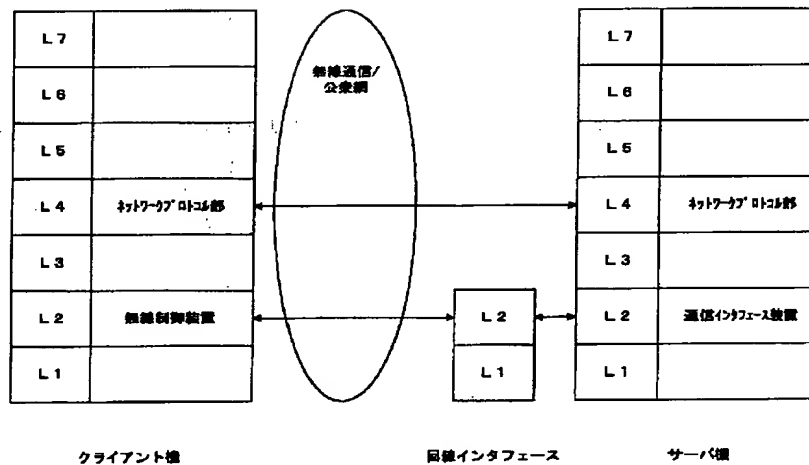 L7
L6
L5
L4 ネットワークプロトコル部
L3
L2 無線制御装置
L1
クライアント機
無線通信/
公衆網
L2
L1
回線インタフェース
L7
L6
L5
L4 ネットワークプロトコル部
L3
L2 通信インタフェース装置
L1
サーバ機